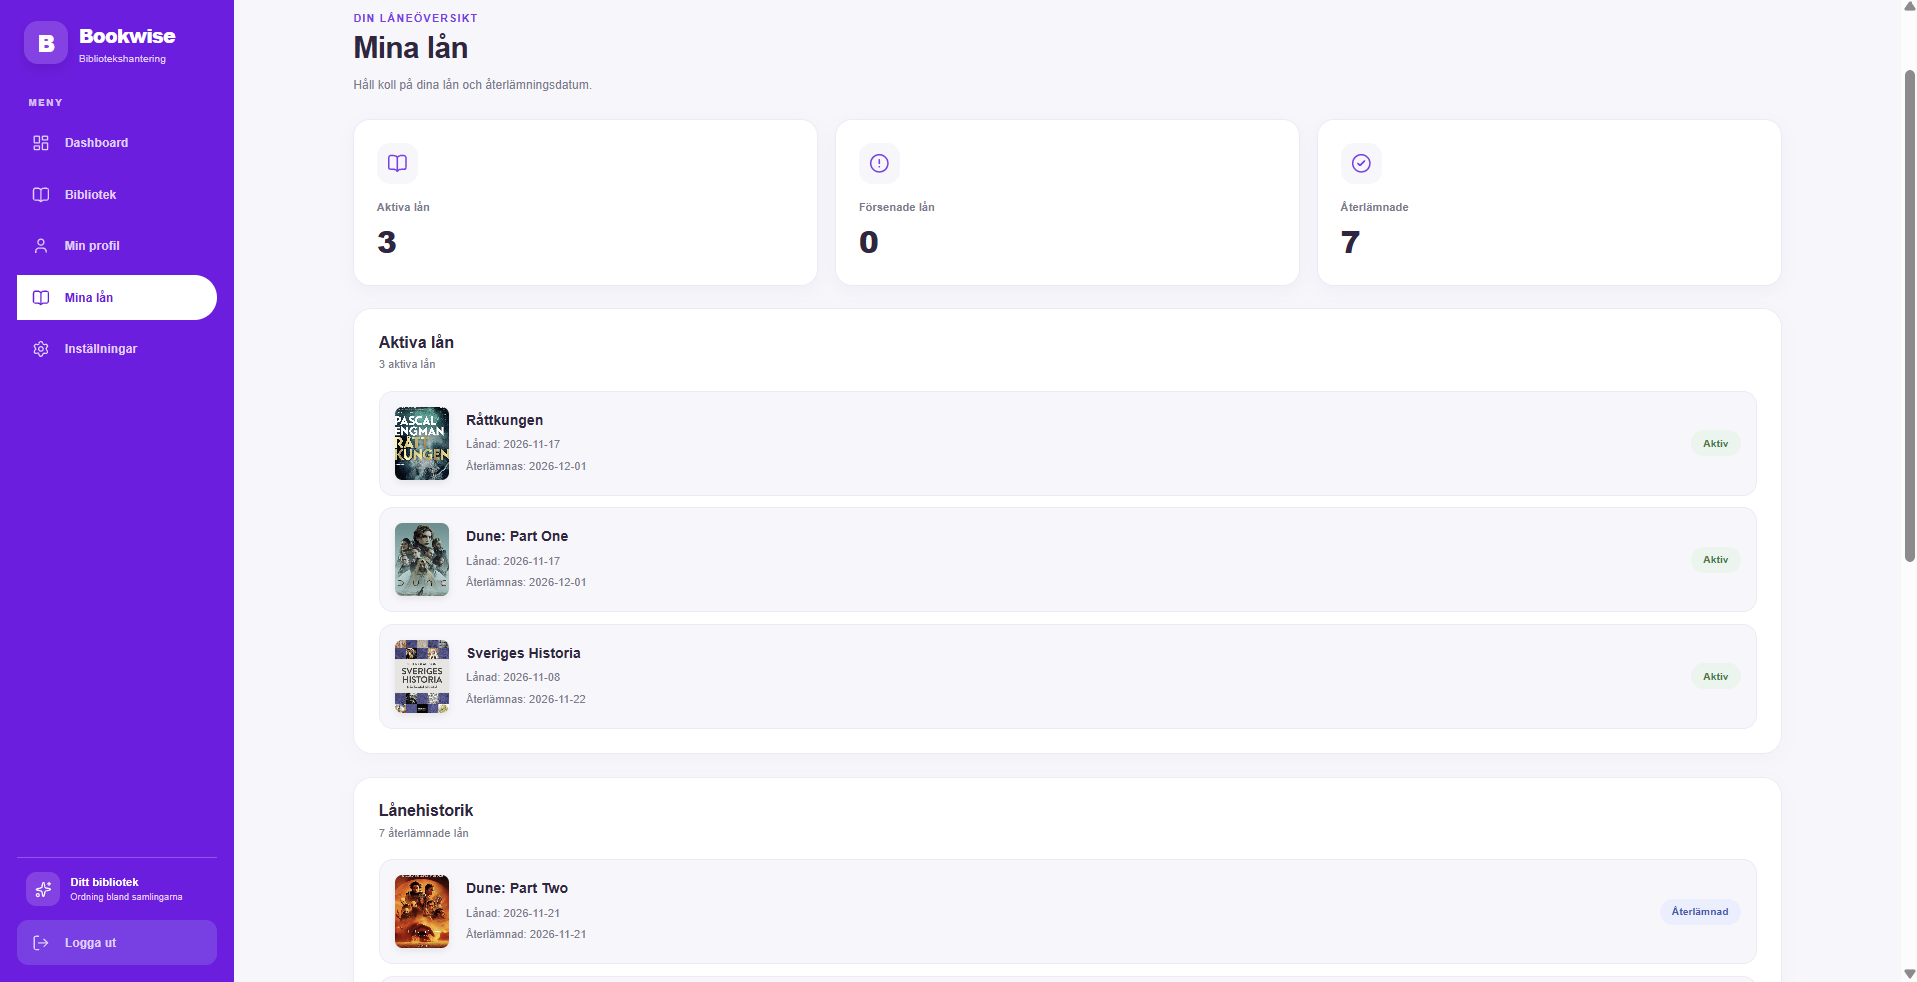 B
Bookwise
Bibliotekshantering
MENY
Dashboard
Bibliotek
Min profil
Mina lån
Inställningar
Ditt bibliotek
Ordning bland samlingarna
Logga ut
DIN LÅNEÖVERSIKT
Mina lån
Håll koll på dina lån och återlämningsdatum.
Aktiva lån
3
Försenade lån
0
Återlämnade
7
Aktiva lån
3 aktiva lån
PASCAL
ENGMAN
RÅTT
KUNGEN
Råttkungen
Lånad: 2026-11-17
Återlämnas: 2026-12-01
Aktiv
DUNC
Dune: Part One
Lånad: 2026-11-17
Återlämnas: 2026-12-01
Aktiv
SVERIGES
HISTORIA
Sveriges Historia
Lånad: 2026-11-08
Återlämnas: 2026-11-22
Aktiv
Lånehistorik
7 återlämnade lån
Dune: Part Two
Lånad: 2026-11-21
Återlämnad: 2026-11-21
Återlämnad